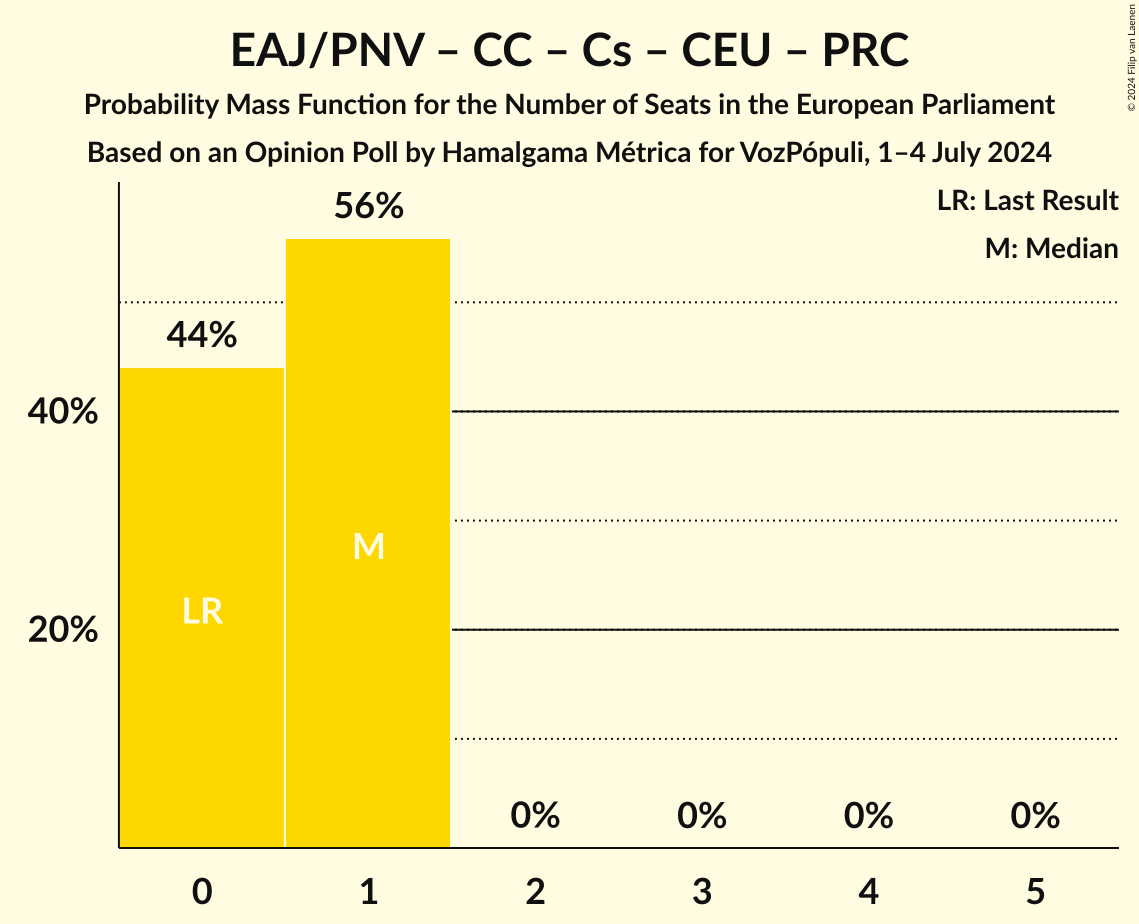 EAJ/PNV – CC – Cs – CEU – PRC
Probability Mass Function for the Number of Seats in the European Parliament
Based on an Opinion Poll by Hamalgama Métrica for VozPópuli, 1–4 July 2024
© 2024 Filip van Laenen
LR: Last Result
M: Median
56%
44%
40%
20%
M
LR
0% 0% 0% 0%
0 1 2 3 4 5